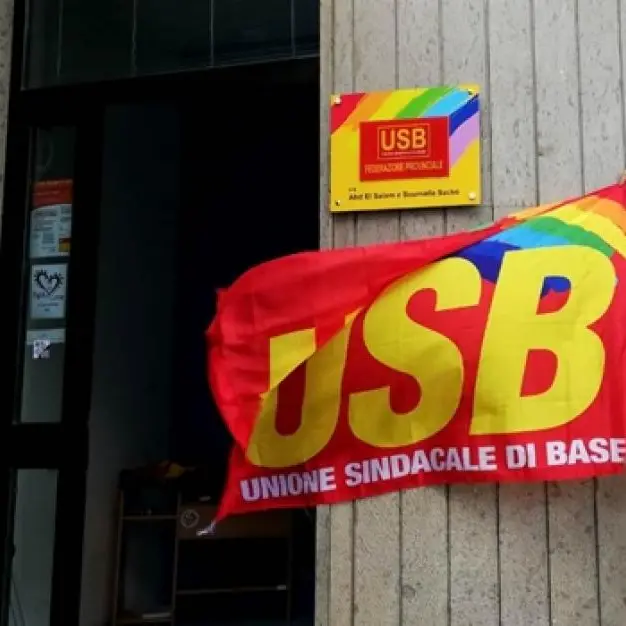 USB
FEDERAZIONE PROVINCIALE
Abd El Salam e Soumaila Sacko
USB
UNIONE SINDACALE DI BASE